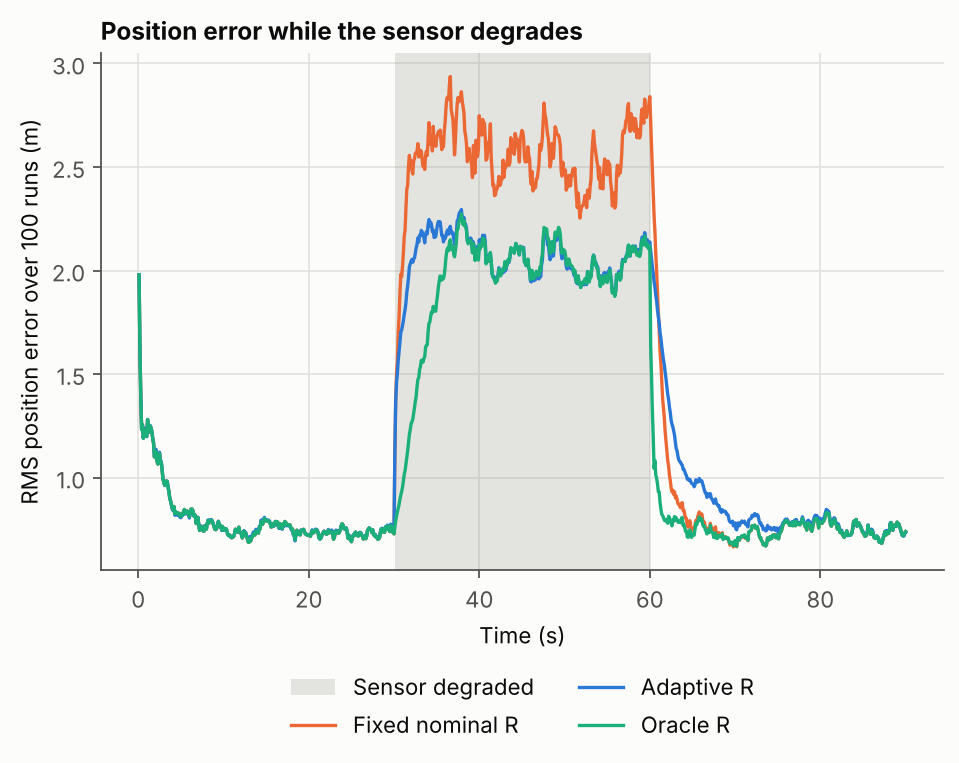 Position error while the sensor degrades
RMS position error over 100 runs (m)
3.0
2.5
2.0
1.5
1.0
0
20
40
60
80
Time (s)
Sensor degraded
Adaptive R
Fixed nominal R
Oracle R